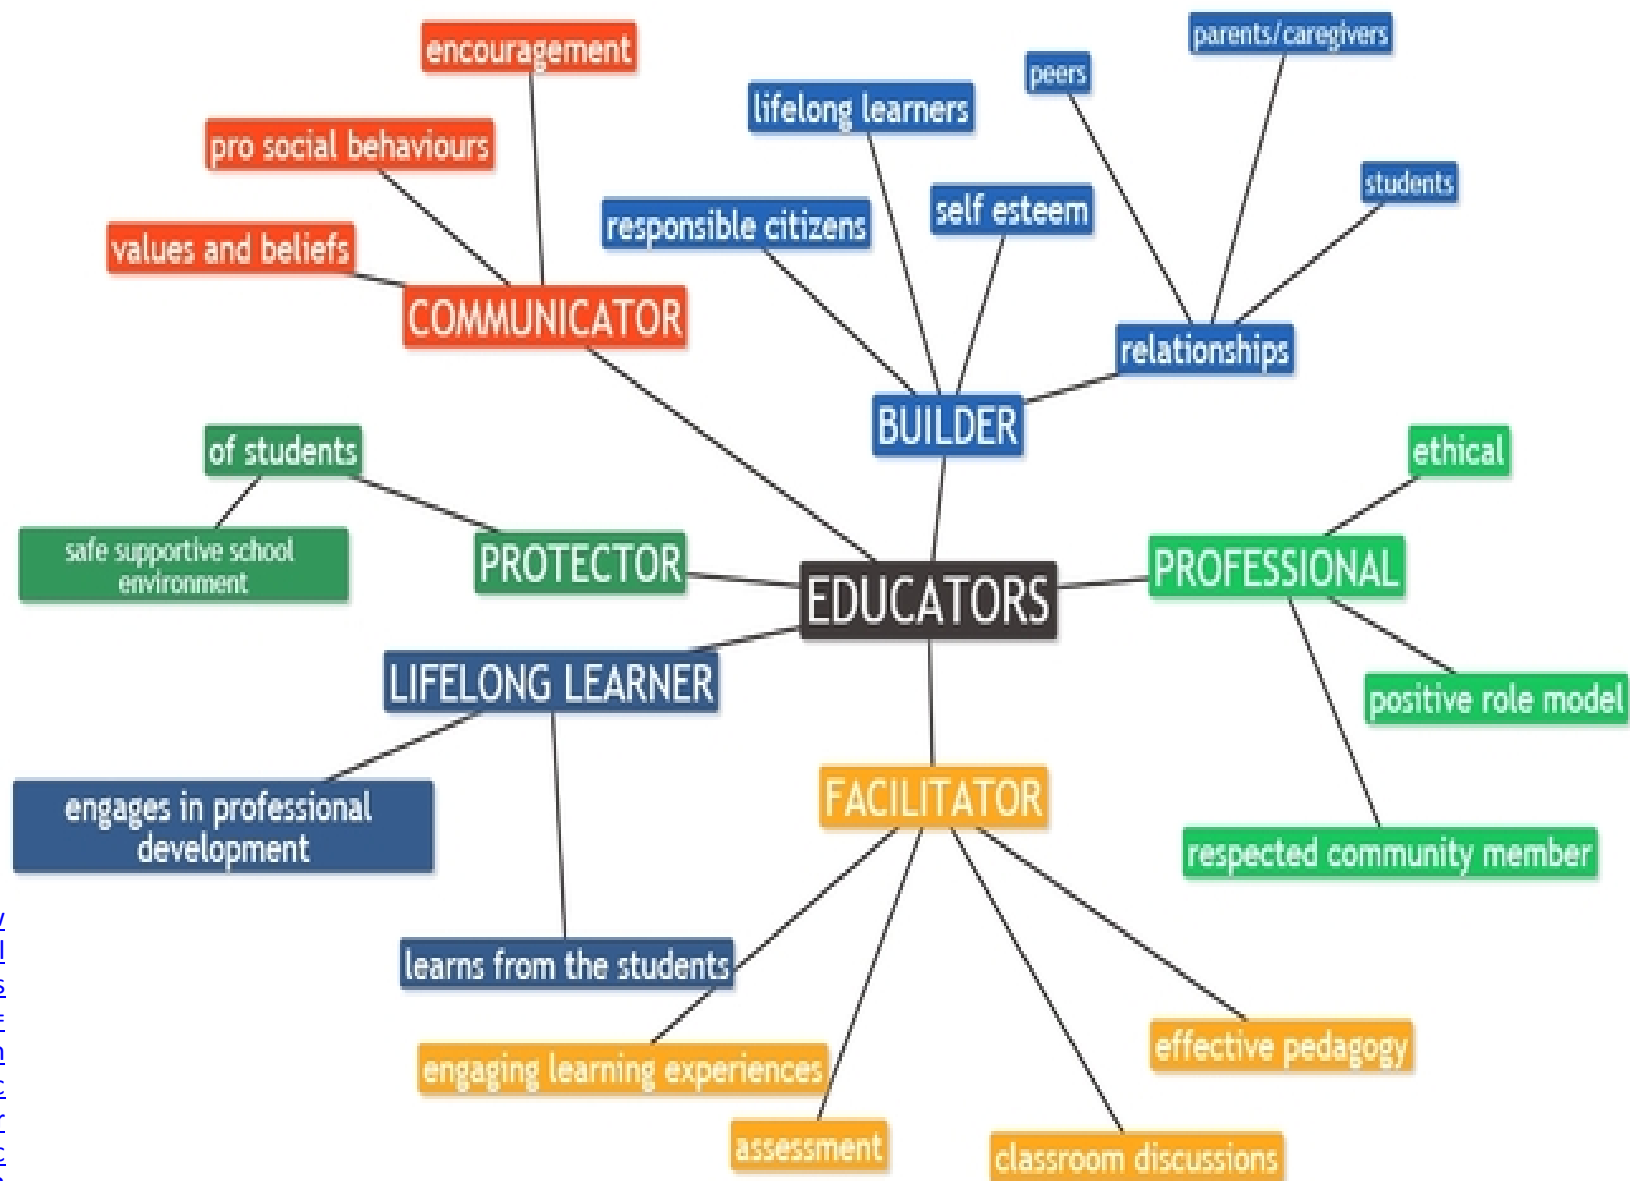 encouragement
parents/caregivers
peers
lifelong learners
pro social behaviours
students
self esteem
responsible citizens
values and beliefs
COMMUNICATOR
relationships
BUILDER
of students
ethical
safe supportive school
environment
PROTECTOR
PROFESSIONAL
EDUCATORS
LIFELONG LEARNER
positive role model
engages in professional
development
FACILITATOR
respected community member
learns from the students
engaging learning experiences
effective pedagogy
assessment
classroom discussions